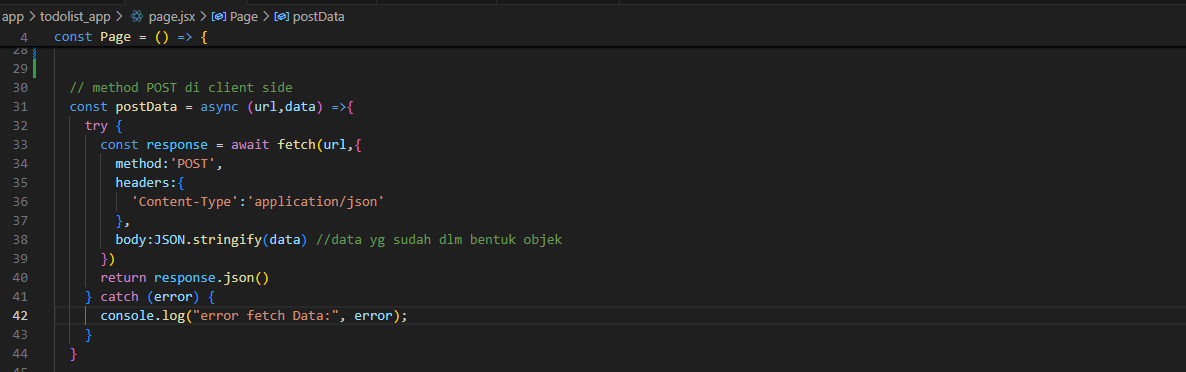 app > todolist_app > page.jsx > Page > postData
4 const Page = () => {
28
29
30 // method POST di client side
31 const postData = async (url,data) =>{
32 try {
33 const response = await fetch(url,{
34 method:'POST',
35 headers:{
36 'Content-Type':'application/json'
37 },
38 body:JSON.stringify(data) //data yg sudah dlm bentuk objek
39 })
40 return response.json()
41 } catch (error) {
42 console.log("error fetch Data:", error);
43 }
44 }